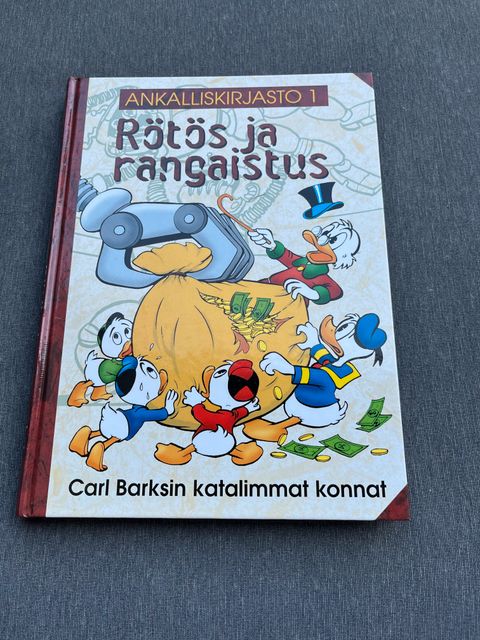 ANKALLISKIRJASTO 1
Rötös ja
rangaistus
Carl Barksin katalimmat konnat